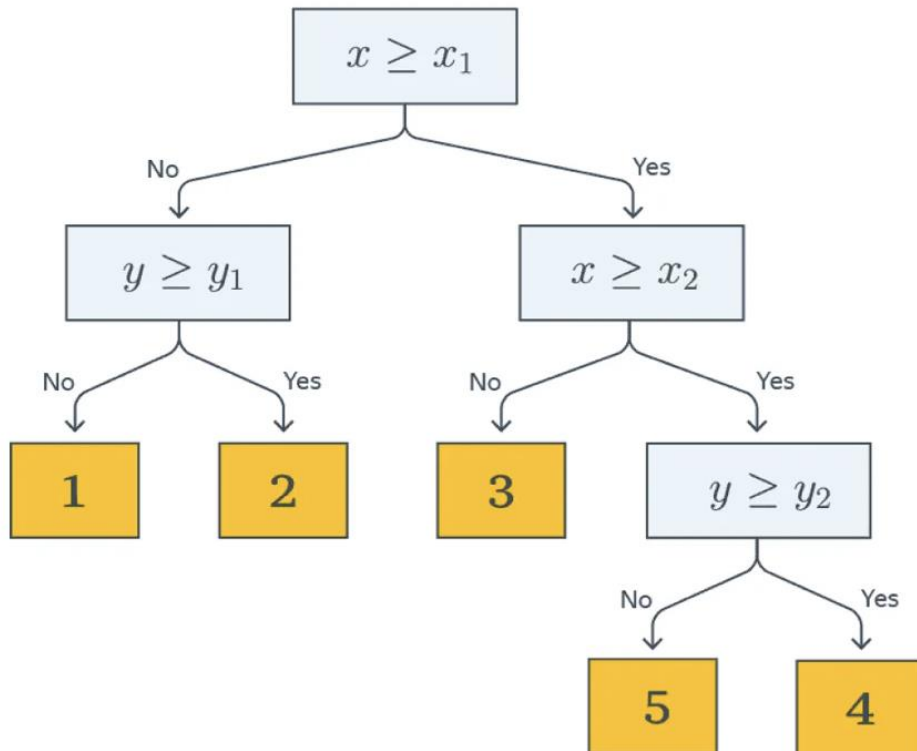 x ≥ x₁
No
Yes
y ≥ y₁
x ≥ x₂
No
Yes
No
Yes
1
2
3
y ≥ y₂
No
Yes
5
4